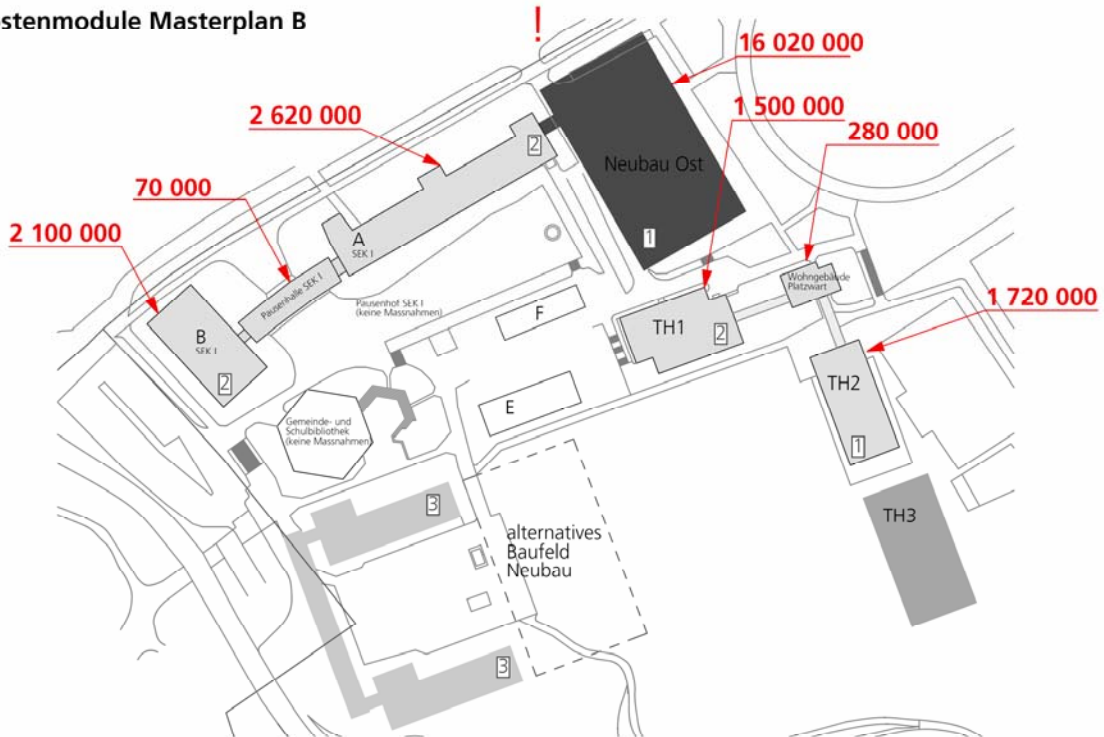 ostenmodule Masterplan B
!
16 020 000
2 620 000
1 500 000
280 000
70 000
2 100 000
Neubau Ost
1
2
A
SEK I
Pausenhalle SEK I
B
SEK I
2
Pausenhof SEK I
(keine Massnahmen)
F
TH1
2
Wohngebäude
Platzwart
1 720 000
TH2
1
E
Gemeinde- und
Schulbibliothek
(keine Massnahmen)
3
alternatives
Baufeld
Neubau
TH3
3